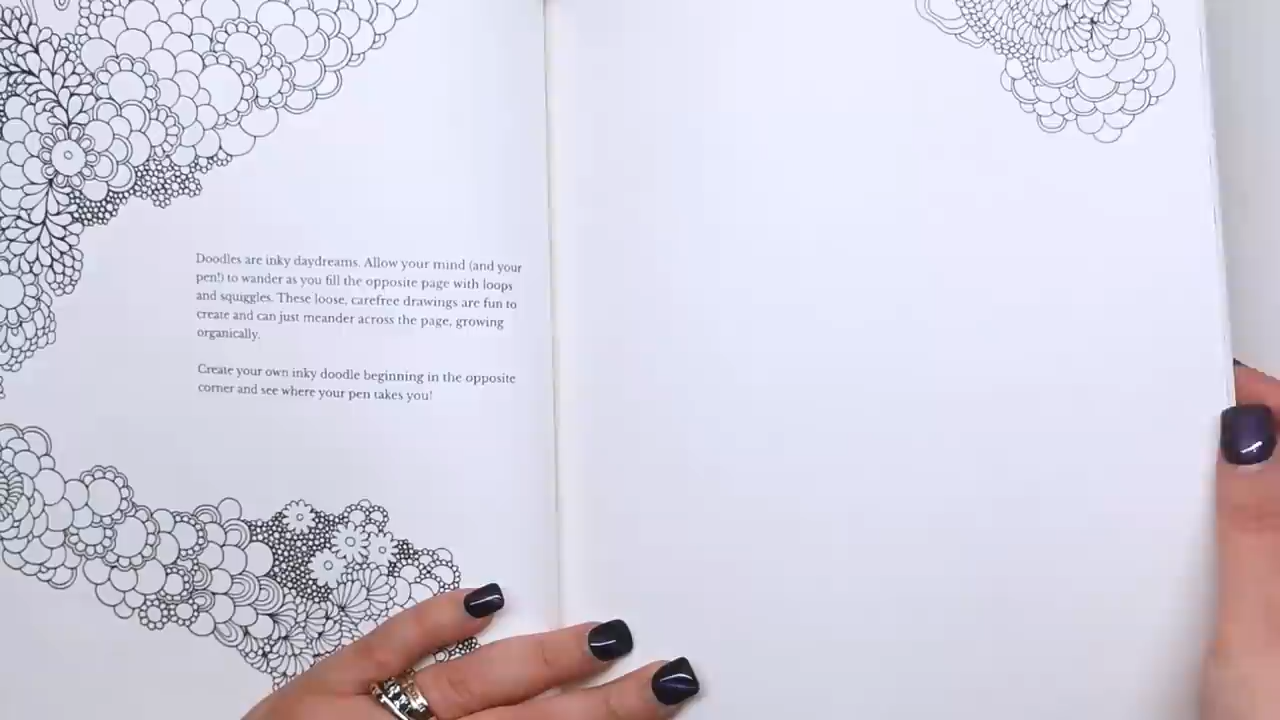 Doodles are inky daydreams. Allow your mind (and your
pen!) to wander as you fill the opposite page with loops
and squiggles. These loose, carefree drawings are fun to
create and can just meander across the page, growing
organically.
Create your own inky doodle beginning in the opposite
corner and see where your pen takes you!